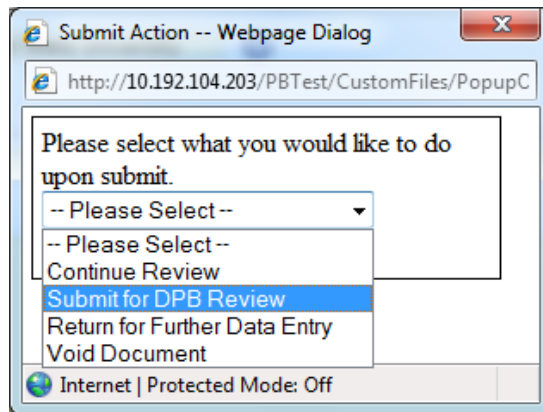 Submit Action -- Webpage Dialog
http://10.192.104.203/PBTest/CustomFiles/PopupC
Please select what you would like to do
upon submit.
-- Please Select --
-- Please Select --
Continue Review
Submit for DPB Review
Return for Further Data Entry
Void Document
Internet | Protected Mode: Off